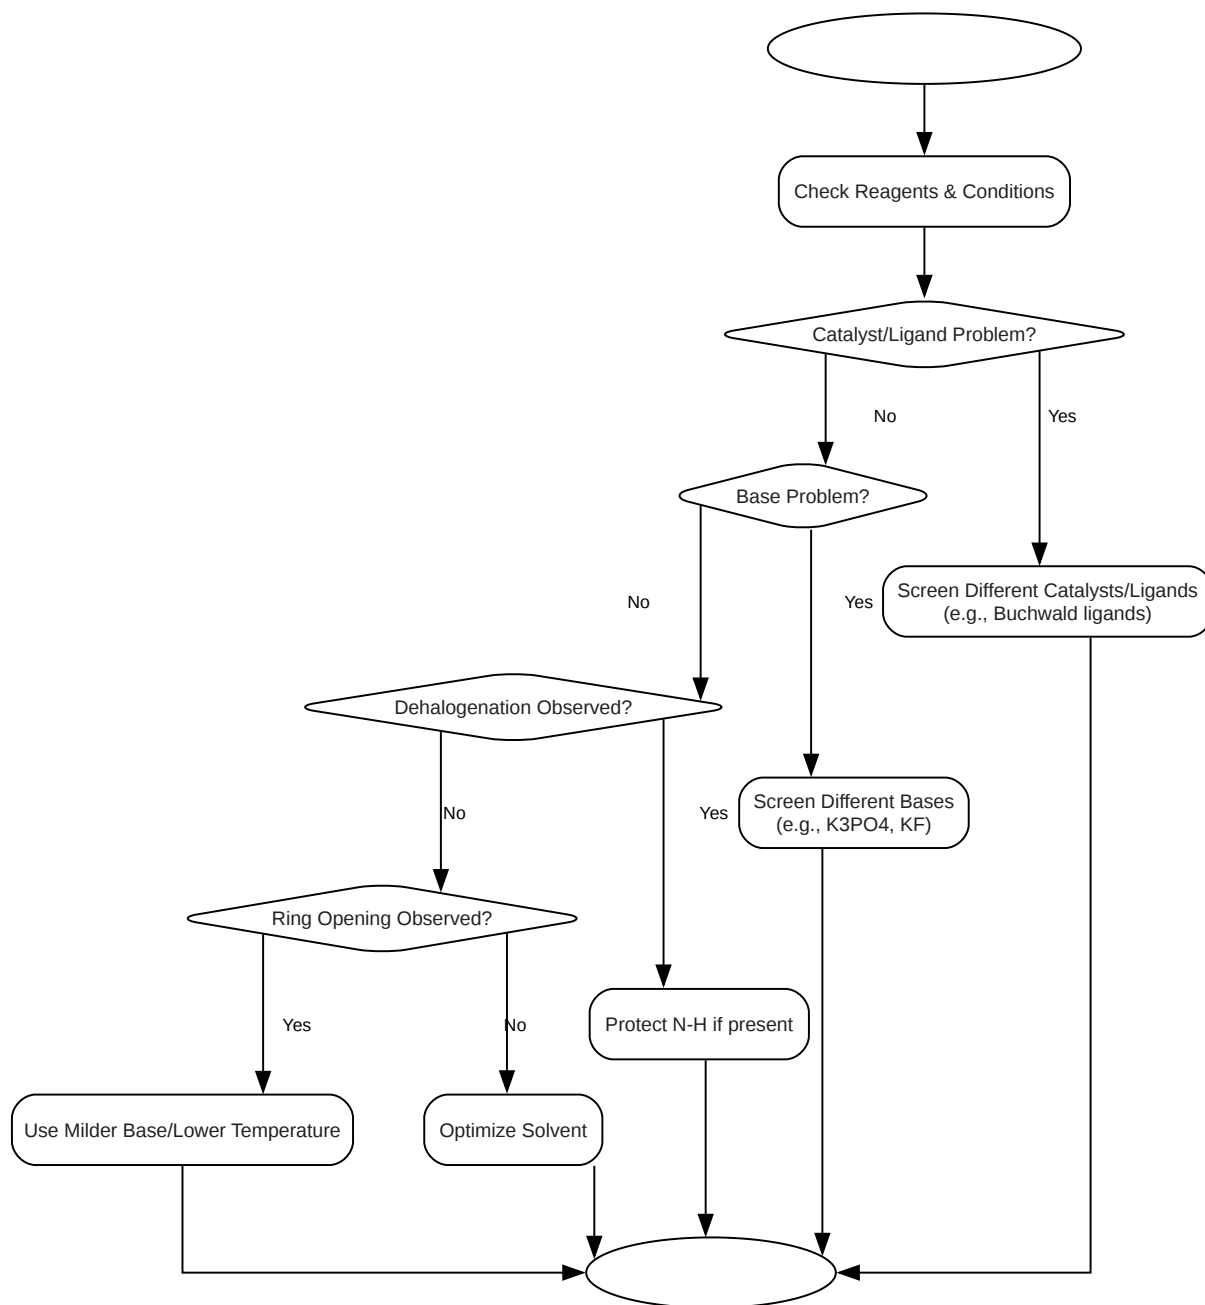 Check Reagents & Conditions
Catalyst/Ligand Problem?
No
Yes
Base Problem?
Screen Different Catalysts/Ligands
(e.g., Buchwald ligands)
No
Yes
Dehalogenation Observed?
Screen Different Bases
(e.g., K3PO4, KF)
No
Yes
Ring Opening Observed?
Protect N-H if present
Yes
No
Use Milder Base/Lower Temperature
Optimize Solvent